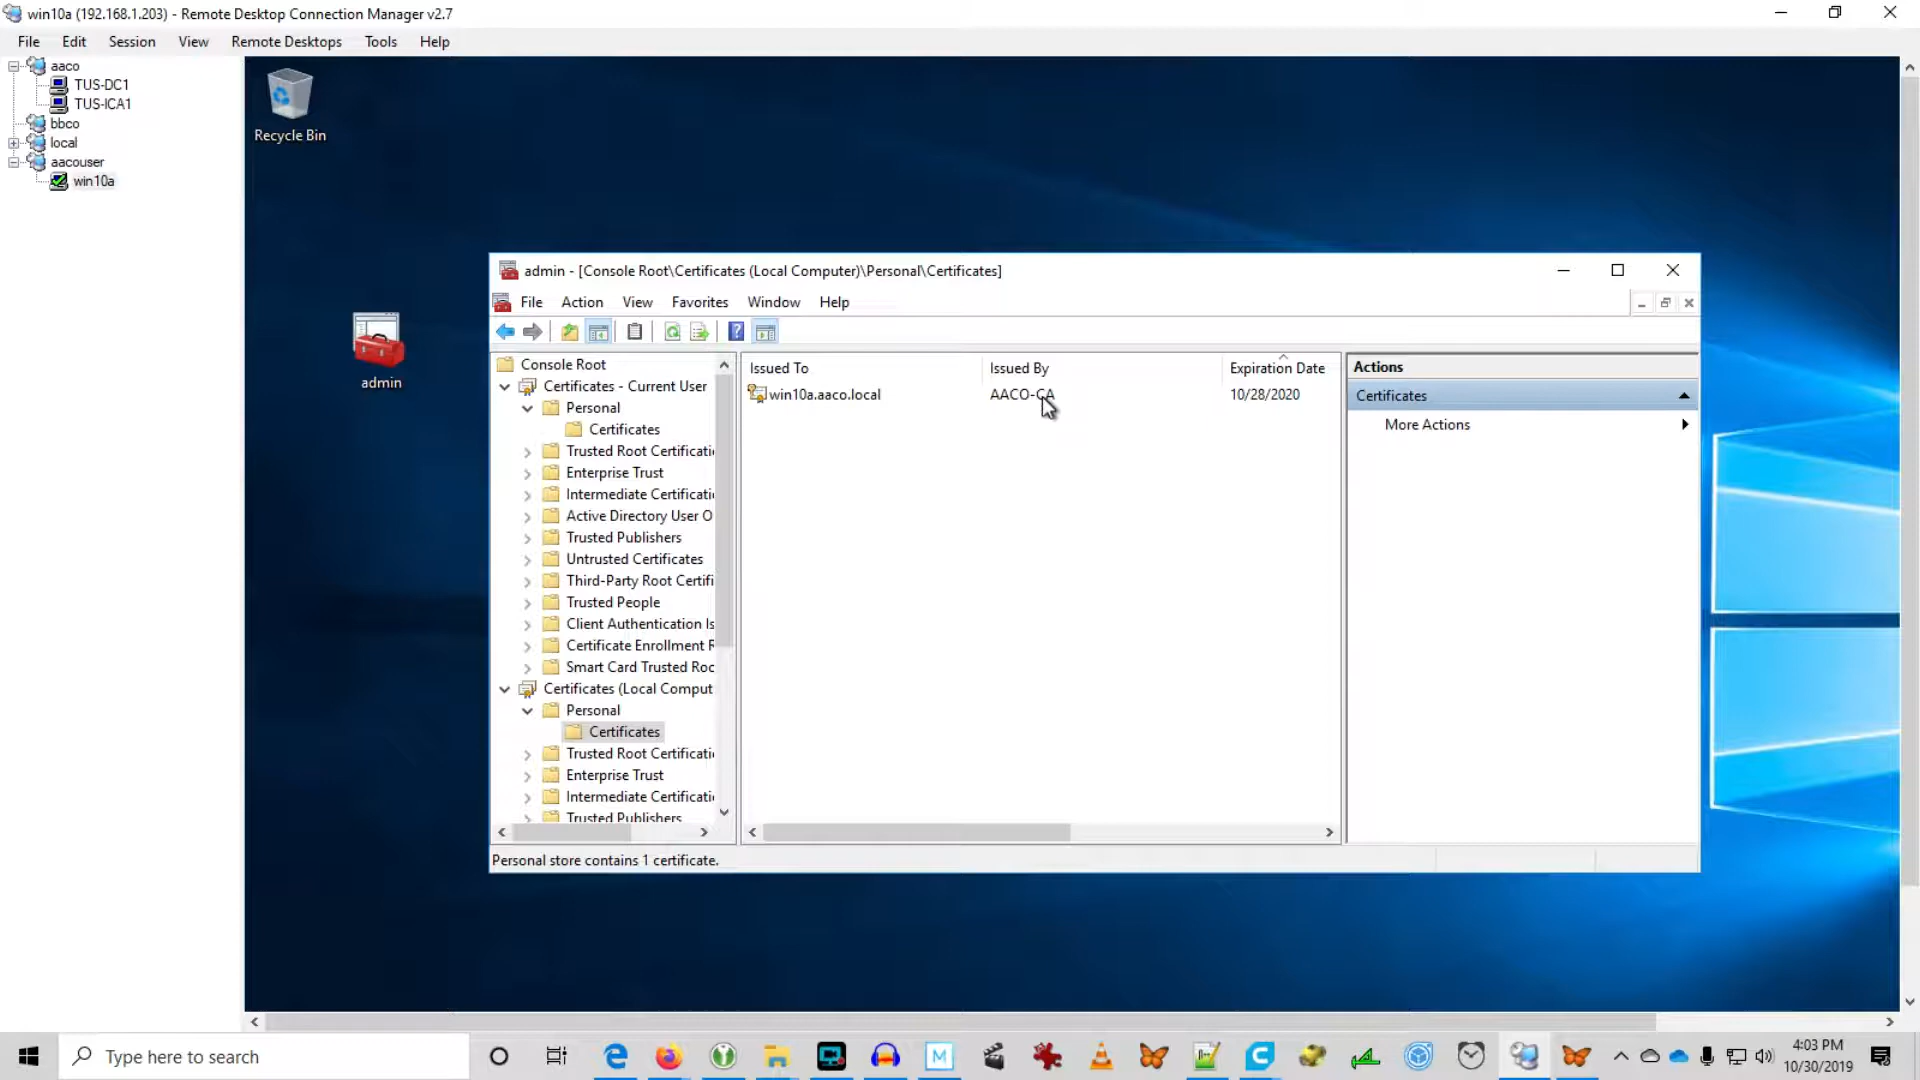 win10a (192.168.1.203) - Remote Desktop Connection Manager v2.7
File Edit Session View Remote Desktops Tools Help
aaco
TUS-DC1
TUS-ICA1
bbco
local
aacouser
win10a
Recycle Bin
admin
admin - [Console Root\Certificates (Local Computer)\Personal\Certificates]
File Action View Favorites Window Help
Console Root
Certificates - Current User
Personal
Certificates
Trusted Root Certificati
Enterprise Trust
Intermediate Certificati
Active Directory User O
Trusted Publishers
Untrusted Certificates
Third-Party Root Certifi
Trusted People
Client Authentication Is
Certificate Enrollment R
Smart Card Trusted Roo
Certificates (Local Comput
Personal
Certificates
Trusted Root Certificati
Enterprise Trust
Intermediate Certificati
Trusted Publishers
Issued To Issued By Expiration Date
win10a.aaco.local AACO-CA 10/28/2020
Actions
Certificates
More Actions
Personal store contains 1 certificate.
Type here to search
M
4:03 PM
10/30/2019